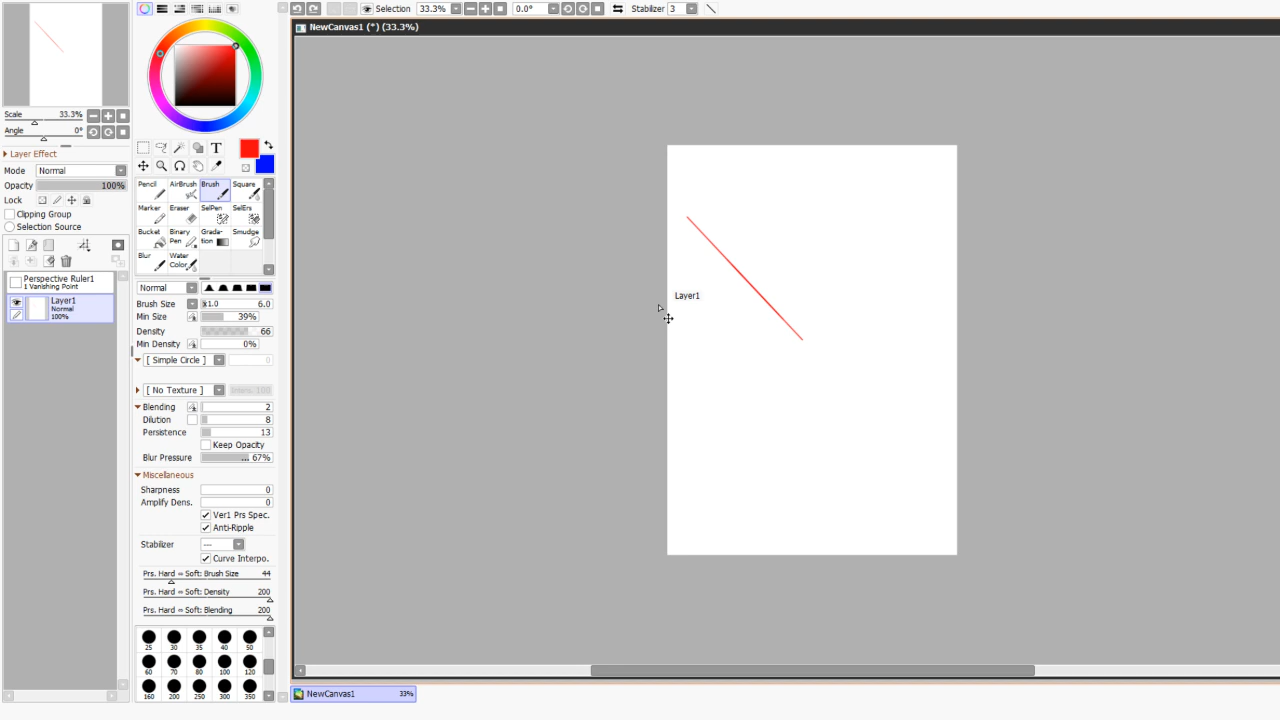 Selection 33.3% 0.0° Stabilizer 3
NewCanvas1 (*) (33.3%)
Scale 33.3%
Angle 0°
Layer Effect
Mode Normal
Opacity 100%
Lock
Clipping Group
Selection Source
Perspective Ruler1
1 Vanishing Point
Layer1
Normal
100%
T
Pencil AirBrush Brush Square
Marker Eraser SelPen SelErs
Bucket Binary Pen Grada-tion Smudge
Blur Water Color
Normal
Brush Size x1.0 6.0
Min Size 39%
Density 66
Min Density 0%
[ Simple Circle ] 0
[ No Texture ]
Blending 2
Dilution 8
Persistence 13
Keep Opacity
Blur Pressure ... 67%
Miscellaneous
Sharpness 0
Amplify Dens. 0
Ver1 Prs Spec.
Anti-Ripple
Stabilizer ---
Curve Interpo.
Prs. Hard ⇔ Soft: Brush Size 44
Prs. Hard ⇔ Soft: Density 200
Prs. Hard ⇔ Soft: Blending 200
25 30 35 40 50
60 70 80 100 120
160 200 250 300 350
Layer1
NewCanvas1 33%